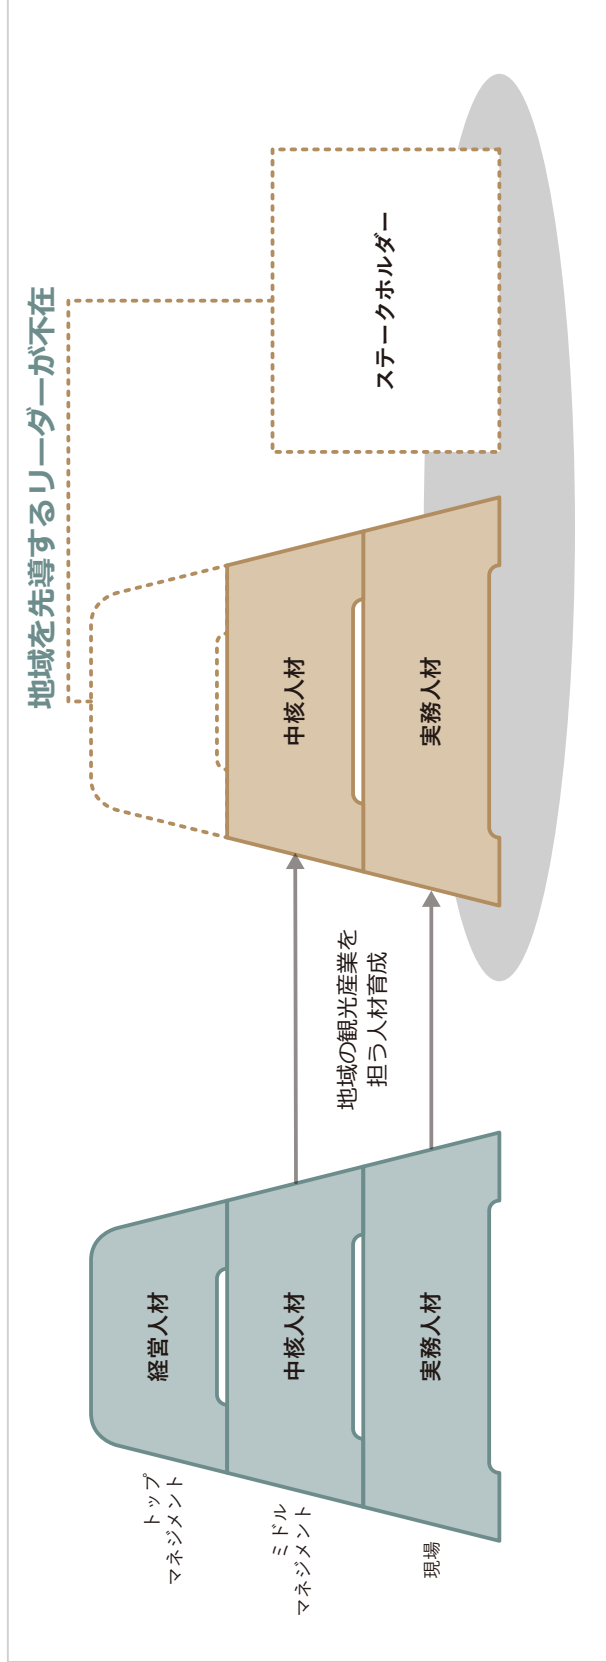 地域を先導するリーダーが不在
トップ
マネジメント
経営人材
ミドル
マネジメント
中核人材
現場
実務人材
地域の観光産業を
担う人材育成
中核人材
実務人材
ステークホルダー